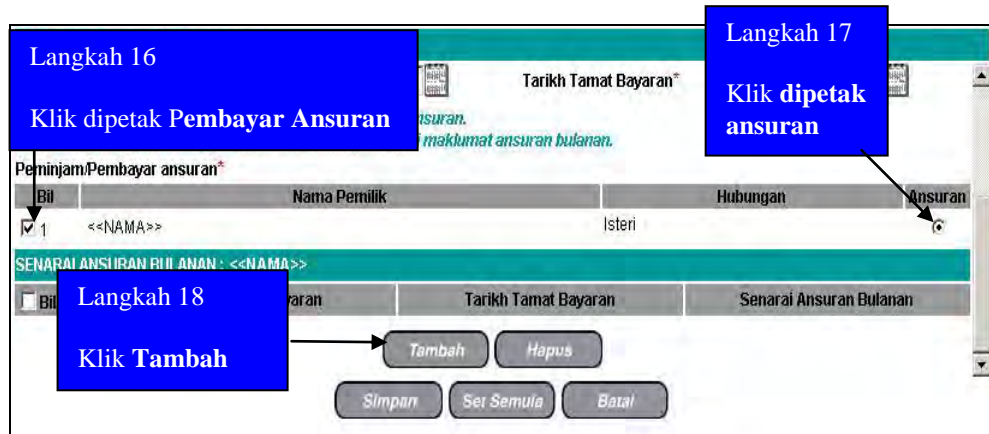 Langkah 16
Klik dipetak Pembayar Ansuran
Langkah 17
Klik dipetak
ansuran
Tarikh Tamat Bayaran*
maklumat ansuran bulanan.
Peminjam/Pembayar ansuran*
Bil Nama Pemilik Hubungan Ansuran
1 <<NAMA>> Isteri
SENARAI ANSURAN BULANAN : <<NAMA>>
Bil Tarikh Tamat Bayaran Senarai Ansuran Bulanan
Langkah 18
Klik Tambah
Tambah Hapus
Simpan Set Semula Batal